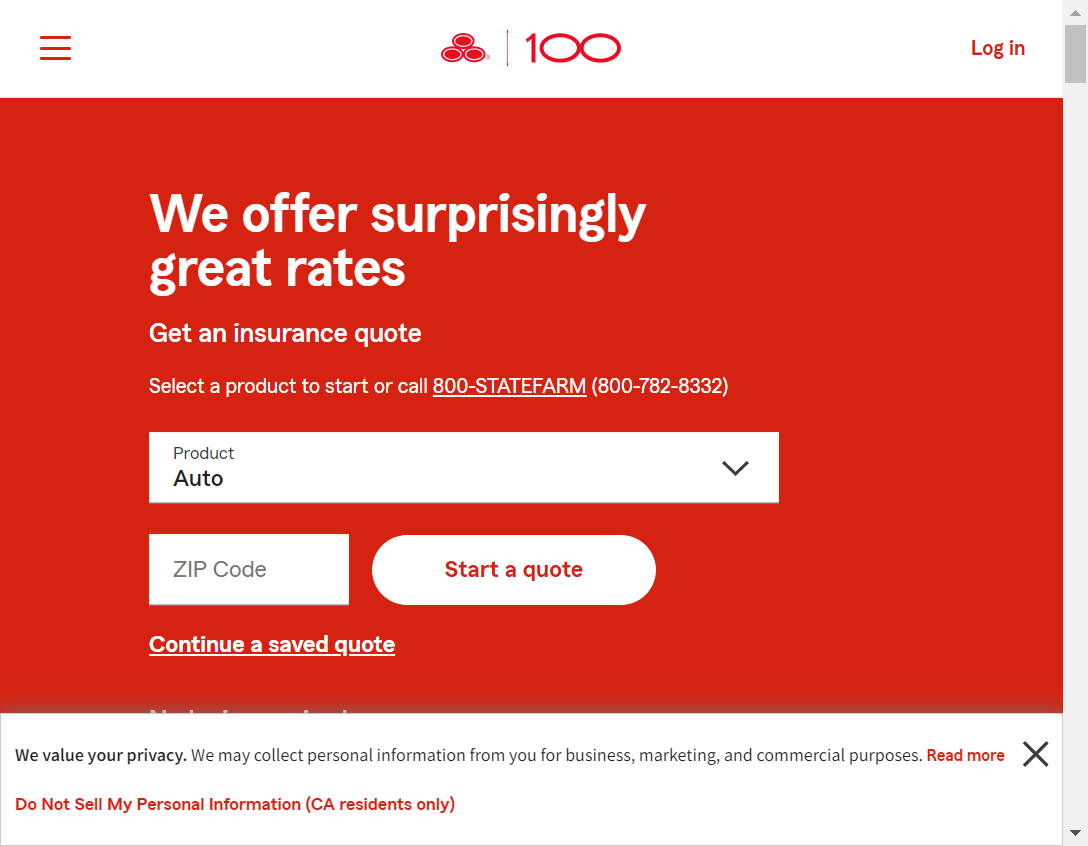 100
Log in
We offer surprisingly
great rates
Get an insurance quote
Select a product to start or call 800-STATEFARM (800-782-8332)
Product
Auto
ZIP Code
Start a quote
Continue a saved quote
We value your privacy. We may collect personal information from you for business, marketing, and commercial purposes. Read more
Do Not Sell My Personal Information (CA residents only)